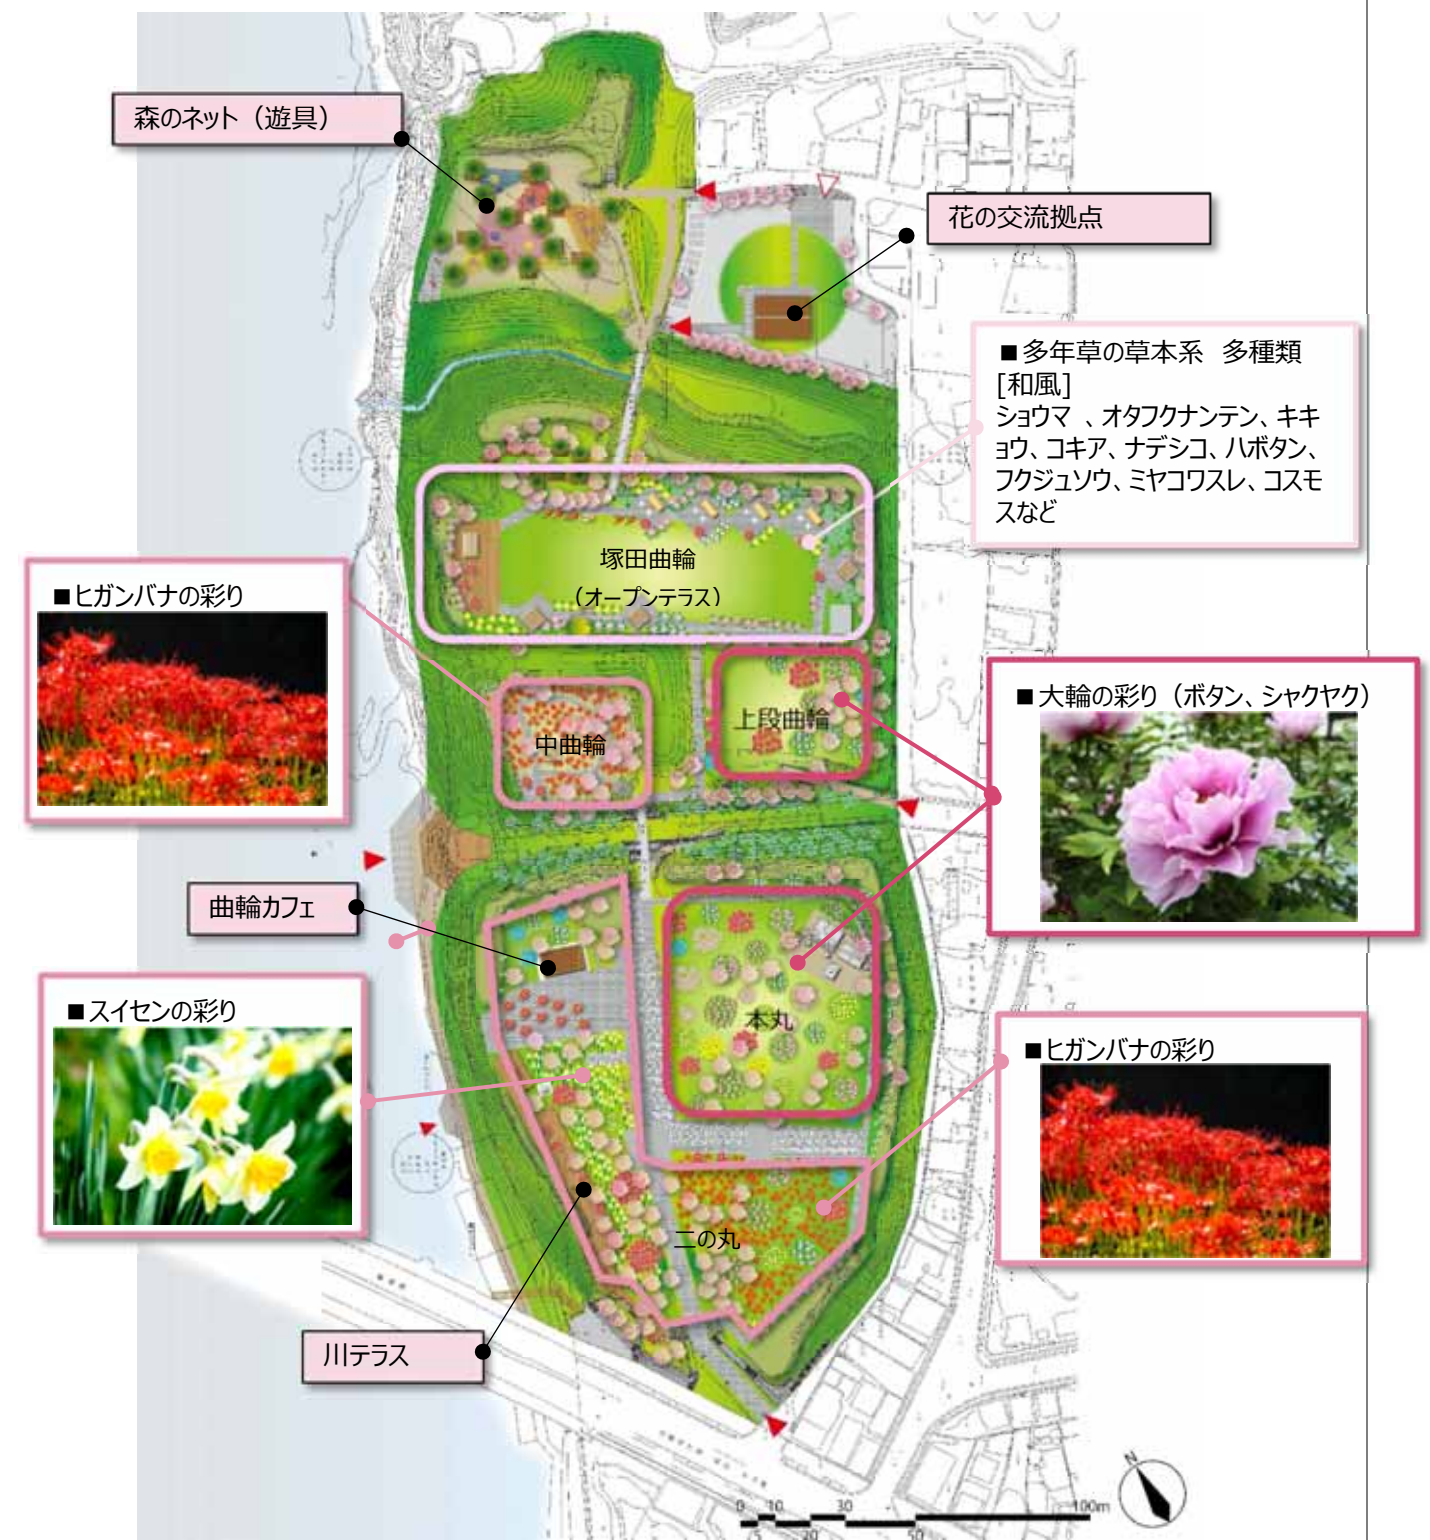 森のネット（遊具）
花の交流拠点
■多年草の草本系　多種類
[和風]
ショウマ 、オタフクナンテン、キキ
ョウ、コキア、ナデシコ、ハボタン、
フクジュソウ、ミヤコワスレ、コスモ
スなど
塚田曲輪
（オープンテラス）
■ヒガンバナの彩り
■大輪の彩り（ボタン、シャクヤク）
上段曲輪
中曲輪
曲輪カフェ
■スイセンの彩り
本丸
■ヒガンバナの彩り
二の丸
川テラス
N
0 10 30 100m
5 20 50